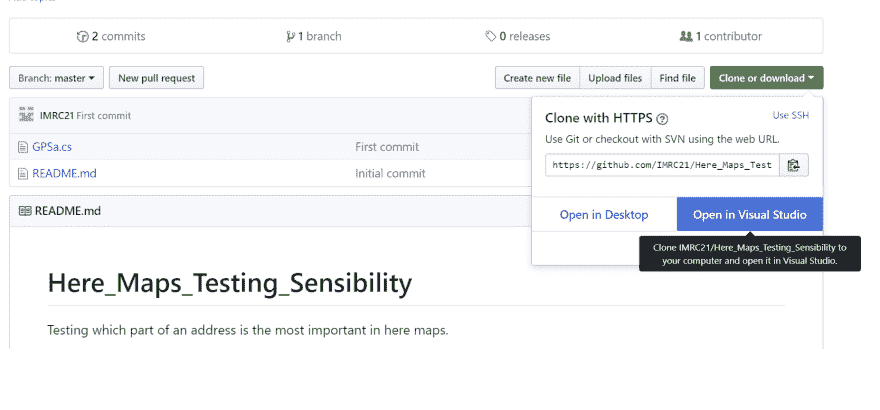 2 commits
1 branch
0 releases
1 contributor
Branch: master
New pull request
Create new file
Upload files
Find file
Clone or download
IMRC21 First commit
GPSa.cs
First commit
README.md
Initial commit
Clone with HTTPS
Use SSH
Use Git or checkout with SVN using the web URL.
https://github.com/IMRC21/Here_Maps_Test
Open in Desktop
Open in Visual Studio
Clone IMRC21/Here_Maps_Testing_Sensibility to
your computer and open it in Visual Studio.
README.md
Here_Maps_Testing_Sensibility
Testing which part of an address is the most important in here maps.